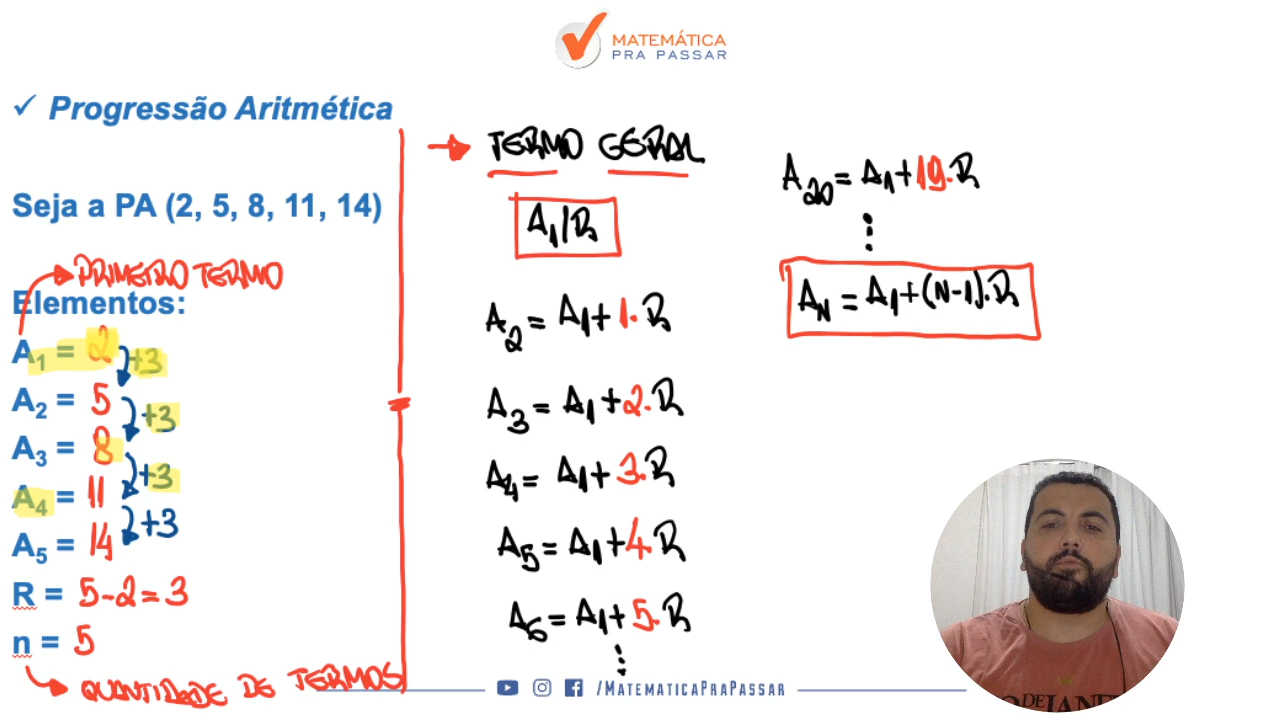 MATEMÁTICA
PRA PASSAR
✓ Progressão Aritmética
Seja a PA (2, 5, 8, 11, 14)
PRIMEIRO TERMO
Elementos:
A₁ = 2
+3
A₂ = 5
+3
A₃ = 8
+3
A₄ = 11
+3
A₅ = 14
R = 5-2=3
n = 5
QUANTIDADE DE TERMOS
TERMO GERAL
A₁/R
A₂ = A₁+1.R
A₃ = A₁+2.R
A₄ = A₁+3.R
A₅ = A₁+4.R
A₆ = A₁+5.R
⋮
A₂₀ = A₁+19.R
⋮
A_N = A₁+(N-1).R
/MATEMATICAPRAPASSAR
DE JANE